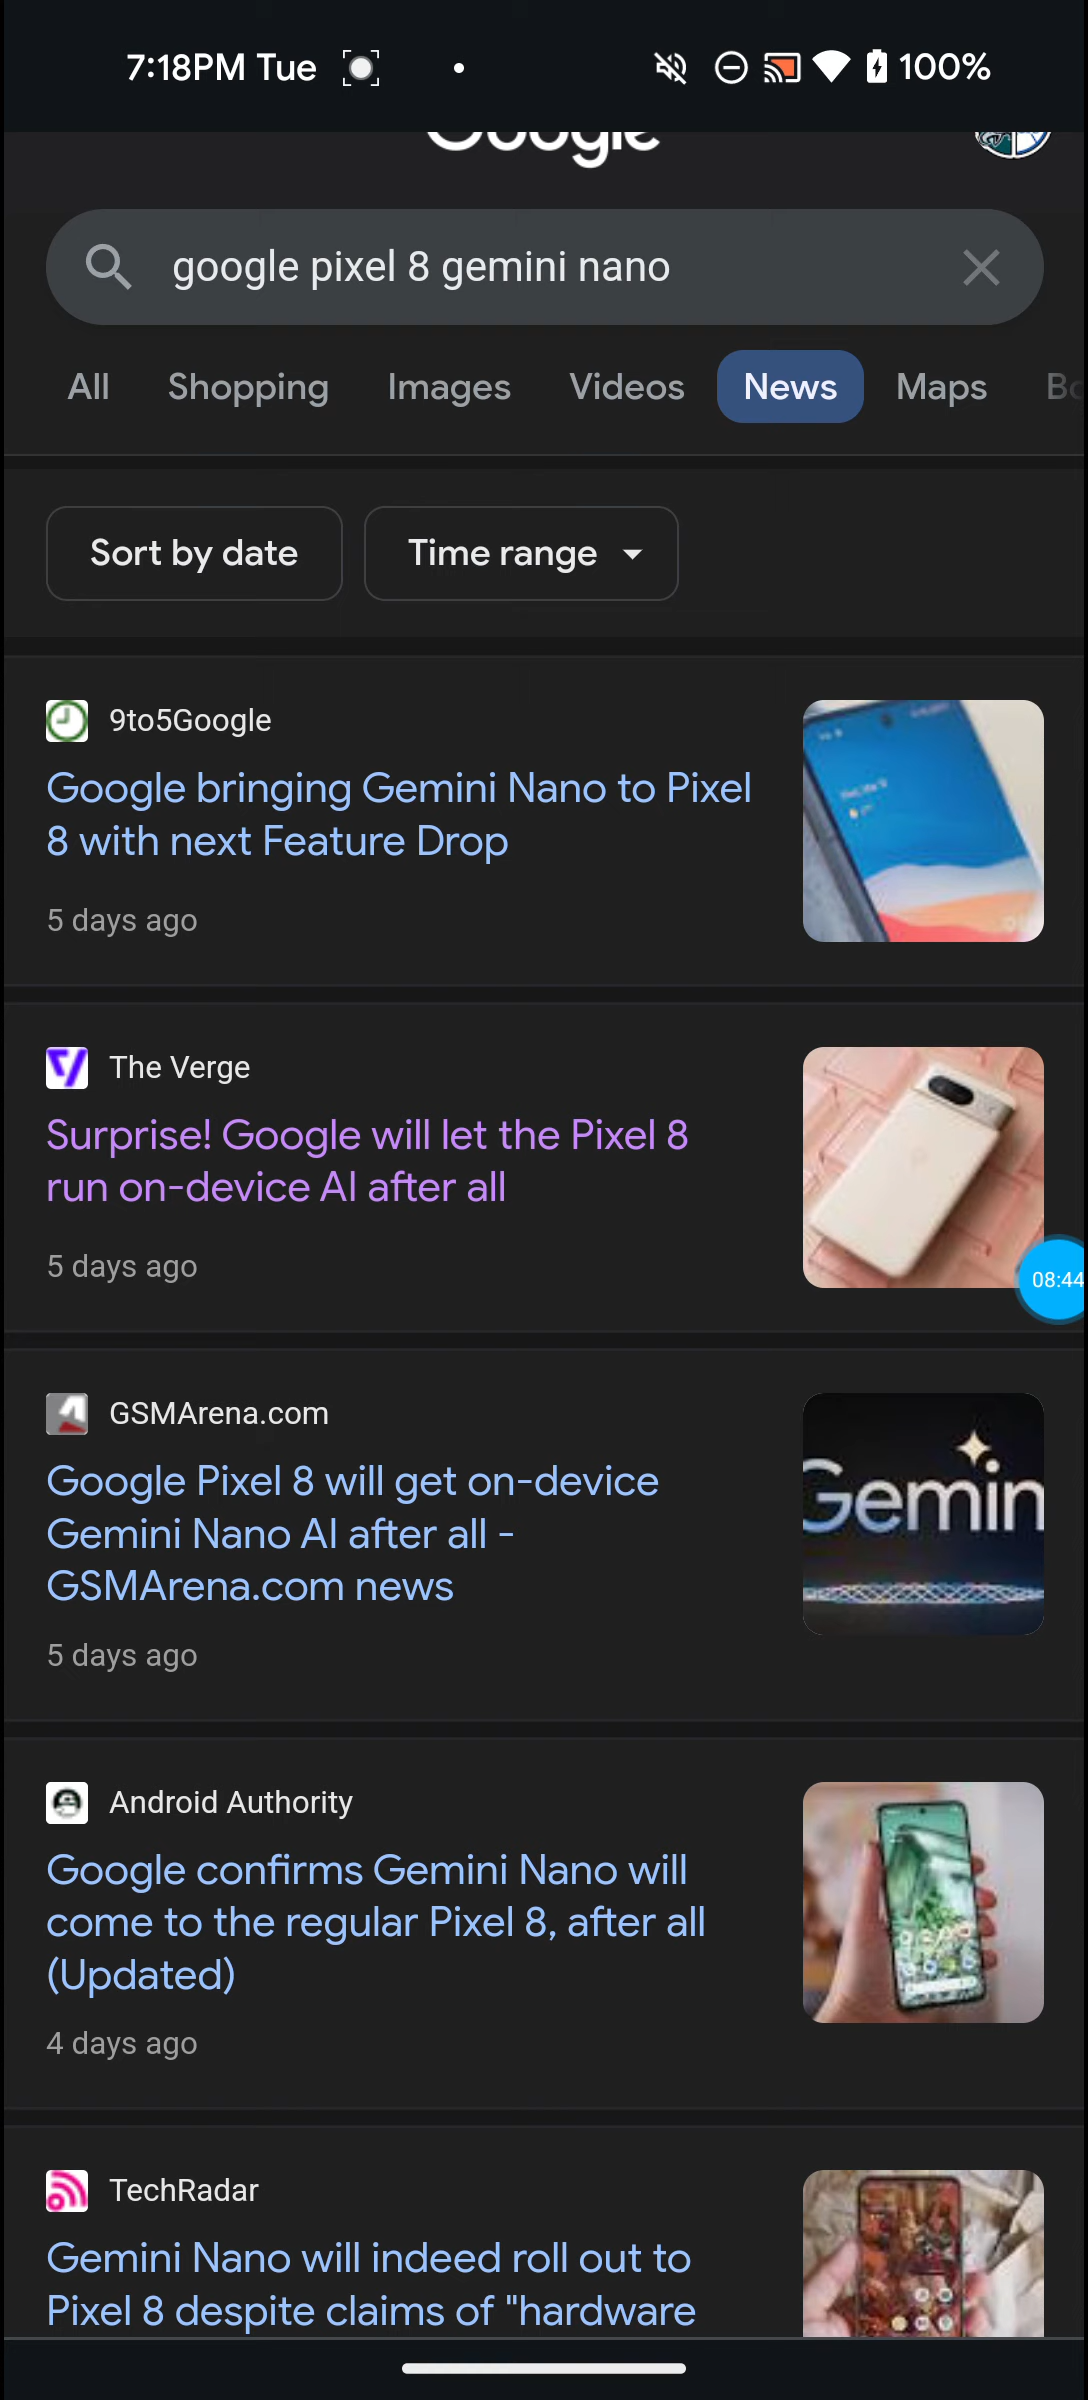 7:18PM Tue 100%
Google
google pixel 8 gemini nano
All Shopping Images Videos News Maps Bo
Sort by date Time range
9to5Google
Google bringing Gemini Nano to Pixel
8 with next Feature Drop
5 days ago
The Verge
Surprise! Google will let the Pixel 8
run on-device AI after all
5 days ago
08:44
GSMArena.com
Google Pixel 8 will get on-device
Gemini Nano AI after all -
GSMArena.com news
5 days ago
Gemin
Android Authority
Google confirms Gemini Nano will
come to the regular Pixel 8, after all
(Updated)
4 days ago
TechRadar
Gemini Nano will indeed roll out to
Pixel 8 despite claims of "hardware